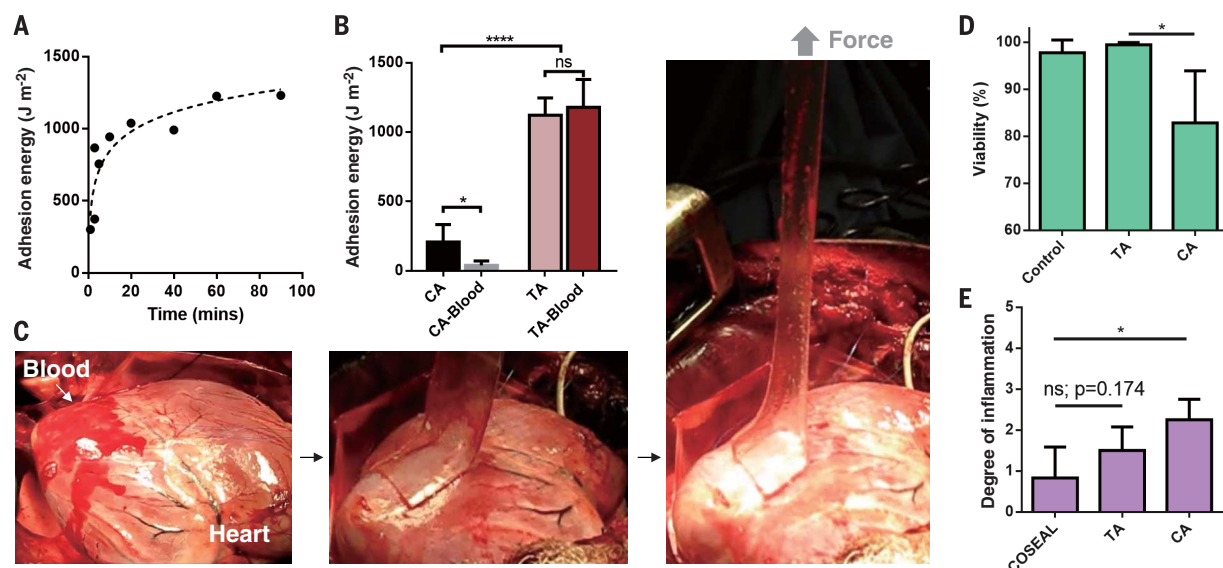 A
Adhesion energy (J m-2)
1500
1000
500
0
0 20 40 60 80 100
Time (mins)
B
Adhesion energy (J m-2)
1500
1000
500
0
****
*
ns
CA
CA-Blood
TA
TA-Blood
C
Blood
Heart
Force
D
Viability (%)
100
90
80
70
60
*
Control
TA
CA
E
Degree of inflammation
5
4
3
2
1
0
*
ns; p=0.174
COSEAL
TA
CA